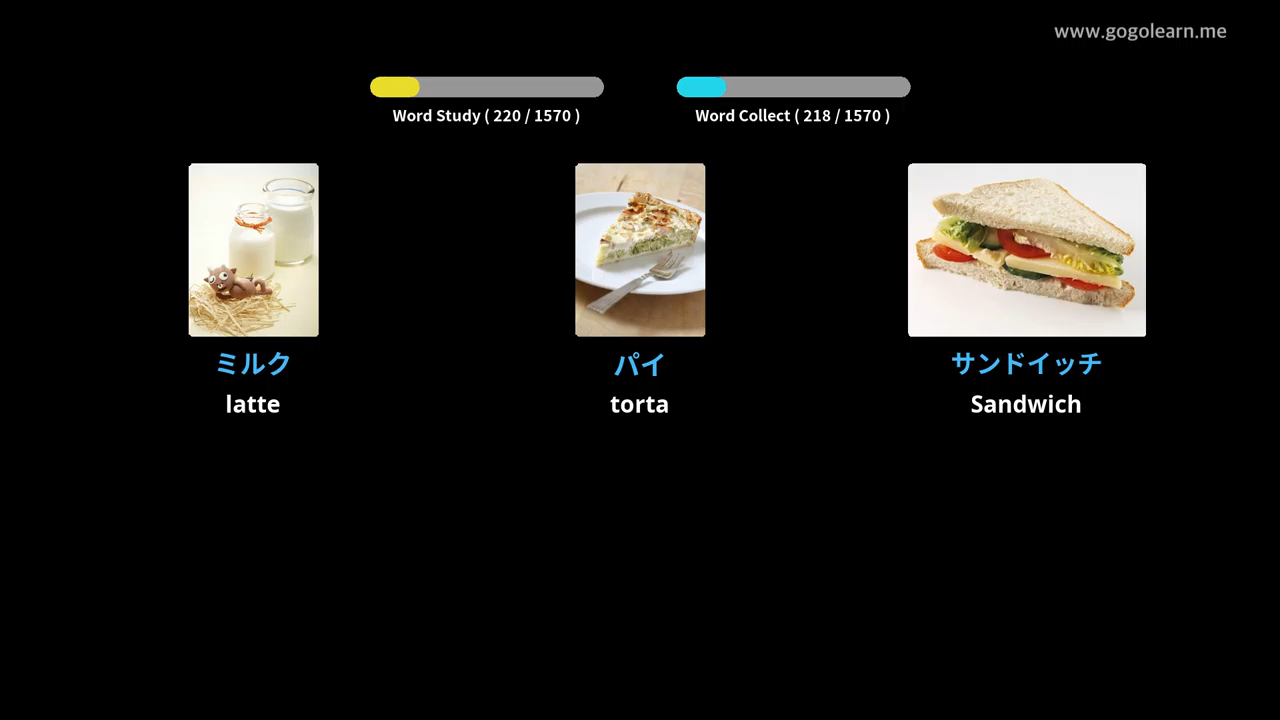 www.gogolearn.me
Word Study ( 220 / 1570 )
Word Collect ( 218 / 1570 )
ミルク
パイ
サンドイッチ
latte
torta
Sandwich